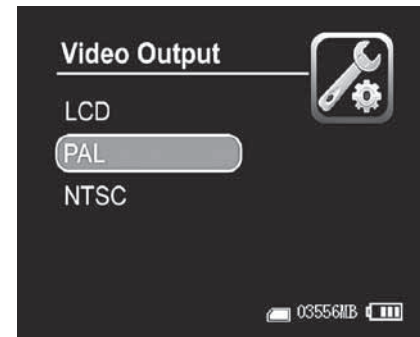 Video Output
LCD
PAL
NTSC
03556MB